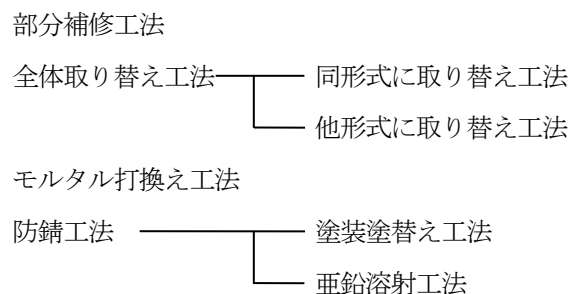 部分補修工法
全体取り替え工法 同形式に取り替え工法
他形式に取り替え工法
モルタル打換え工法
防錆工法 塗装塗替え工法
亜鉛溶射工法